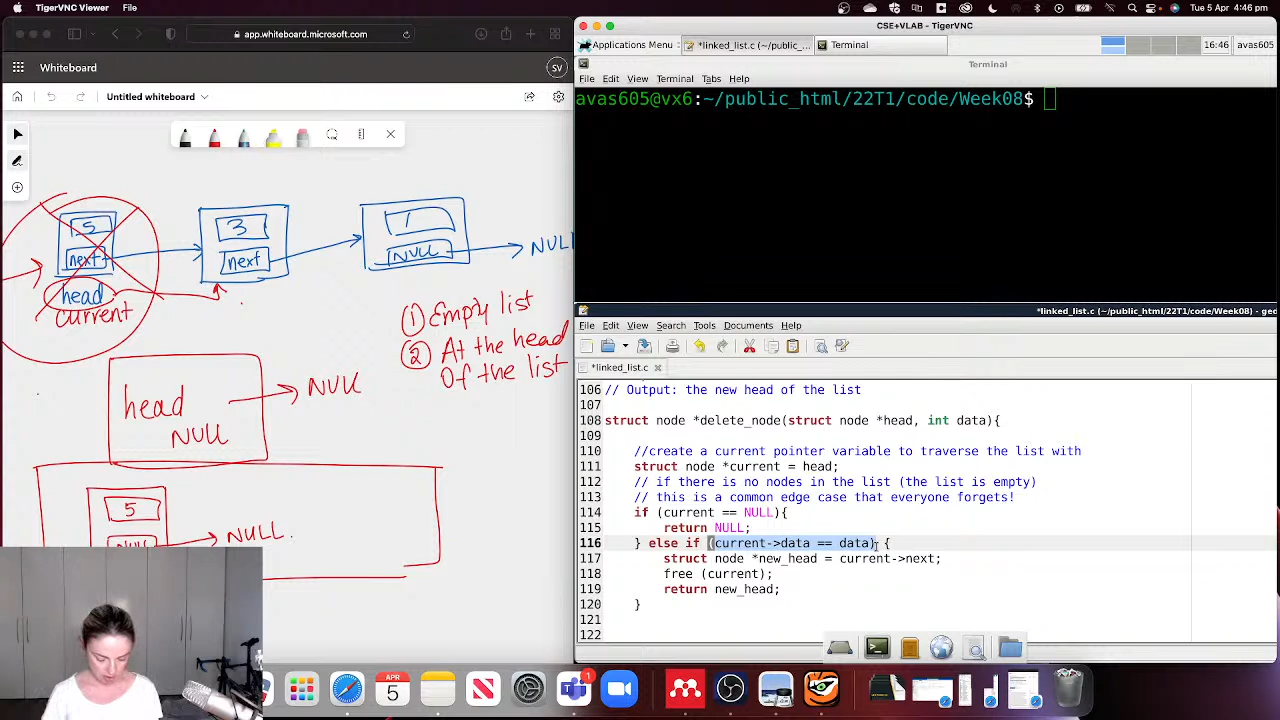 TigerVNC Viewer File
Tue 5 Apr 4:46 pm
app.whiteboard.microsoft.com
Whiteboard
SV
Untitled whiteboard
5
next
head
current
3
next
1
NULL
NULL
① Empty list
② At the head
Of the list
head
NULL
NULL
5
NULL
NULL.
CSE+VLAB - TigerVNC
Applications Menu
*linked_list.c (~/public_...
Terminal
16:46
avas605
Terminal
File Edit View Terminal Tabs Help
avas605@vx6:~/public_html/22T1/code/Week08$
*linked_list.c (~/public_html/22T1/code/Week08) - ged
File Edit View Search Tools Documents Help
*linked_list.c
106 // Output: the new head of the list
107
108 struct node *delete_node(struct node *head, int data){
109
110 //create a current pointer variable to traverse the list with
111 struct node *current = head;
112 // if there is no nodes in the list (the list is empty)
113 // this is a common edge case that everyone forgets!
114 if (current == NULL){
115 return NULL;
116 } else if (current->data == data) {
117 struct node *new_head = current->next;
118 free (current);
119 return new_head;
120 }
121
122
APR
5
1